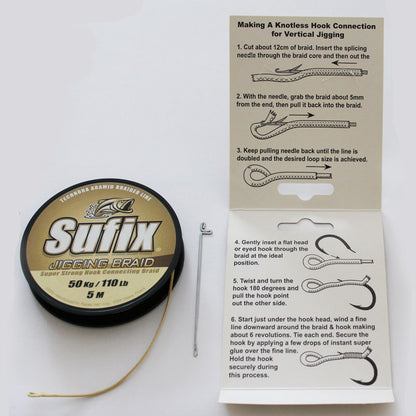 TECHNORA ARAMID BRAIDED LINE
Sufix
JIGGING BRAID
Super Strong Hook Connecting Braid
50 Kg / 110 Lb
5 M
Making A Knotless Hook Connection
for Vertical Jigging
1. Cut about 12cm of braid. Insert the splicing
needle through the braid core and then out the
2. With the needle, grab the braid about 5mm
from the end, then pull it back into the braid.
3. Keep pulling needle back until the line is
doubled and the desired loop size is achieved.
4. Gently inset a flat head
or eyed hook through
the braid at the ideal
position.
5. Twist and turn the
hook 180 degrees and
pull the hook point
out the other side.
6. Start just under the hook head, wind a fine
line downward around the braid & hook making
about 6 revolutions. Tie each end. Secure the
hook by applying a few drops of instant super
glue over the fine line.
Hold the hook
securely during
this process.